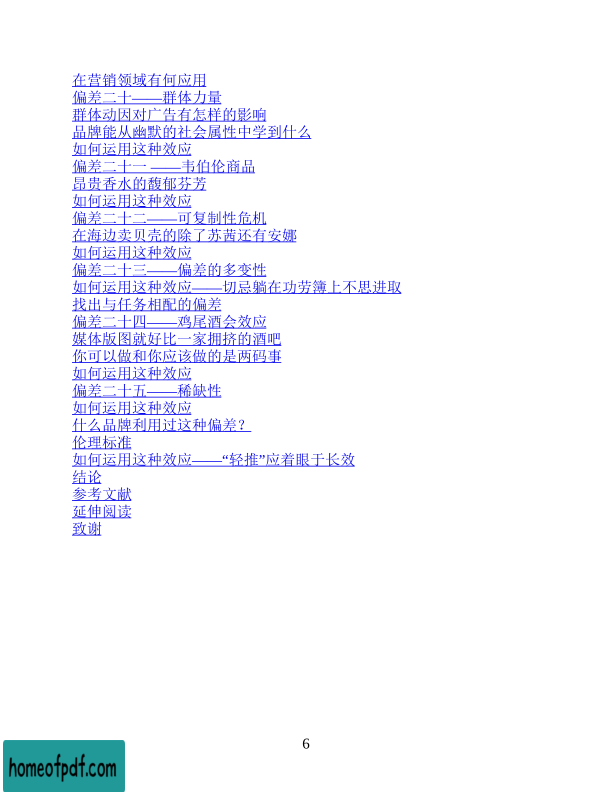 在营销领域有何应用
偏差二十——群体力量
群体动因对广告有怎样的影响
品牌能从幽默的社会属性中学到什么
如何运用这种效应
偏差二十一 ——韦伯伦商品
昂贵香水的馥郁芬芳
如何运用这种效应
偏差二十二——可复制性危机
在海边卖贝壳的除了苏茜还有安娜
如何运用这种效应
偏差二十三——偏差的多变性
如何运用这种效应——切忌躺在功劳簿上不思进取
找出与任务相配的偏差
偏差二十四——鸡尾酒会效应
媒体版图就好比一家拥挤的酒吧
你可以做和你应该做的是两码事
如何运用这种效应
偏差二十五——稀缺性
如何运用这种效应
什么品牌利用过这种偏差？
伦理标准
如何运用这种效应——“轻推”应着眼于长效
结论
参考文献
延伸阅读
致谢
6
homeofpdf.com